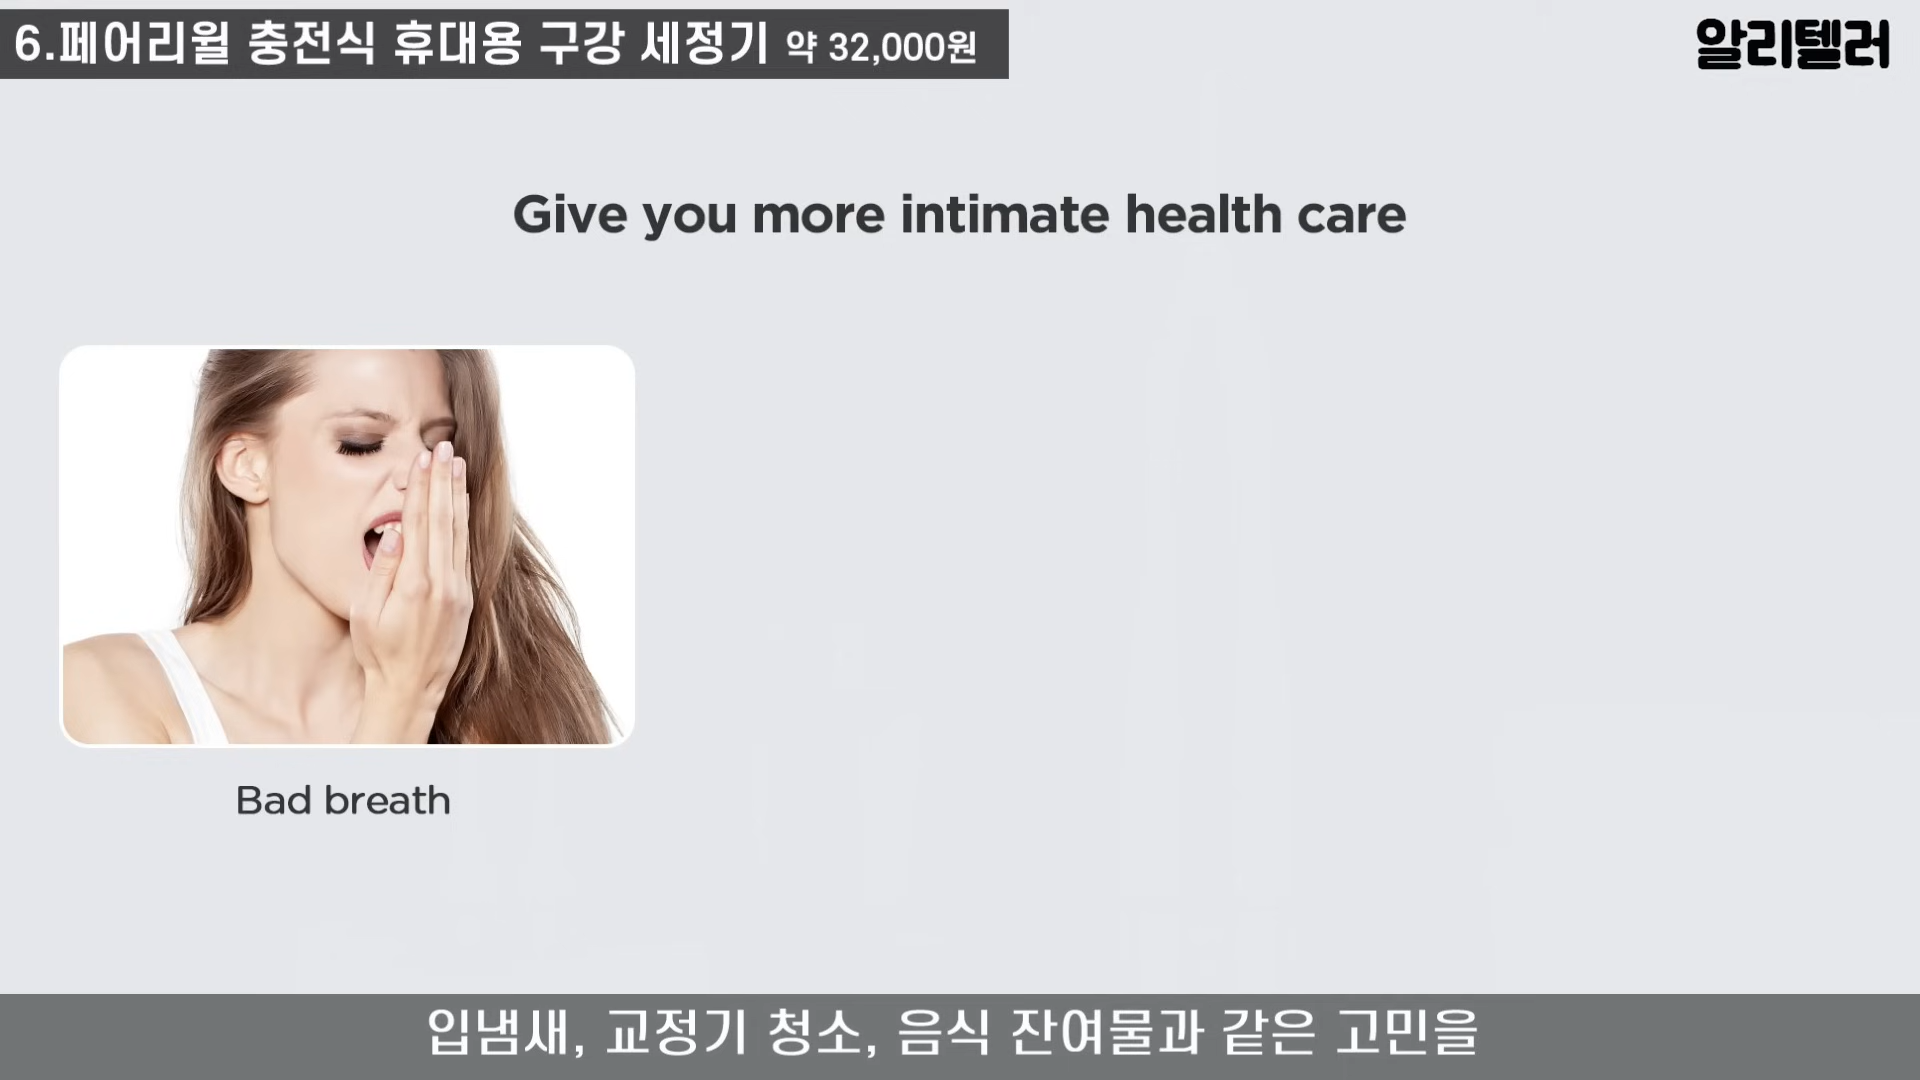 6.페어리월 충전식 휴대용 구강 세정기 약 32,000원
알리텔러
Give you more intimate health care
Bad breath
입냄새, 교정기 청소, 음식 잔여물과 같은 고민을